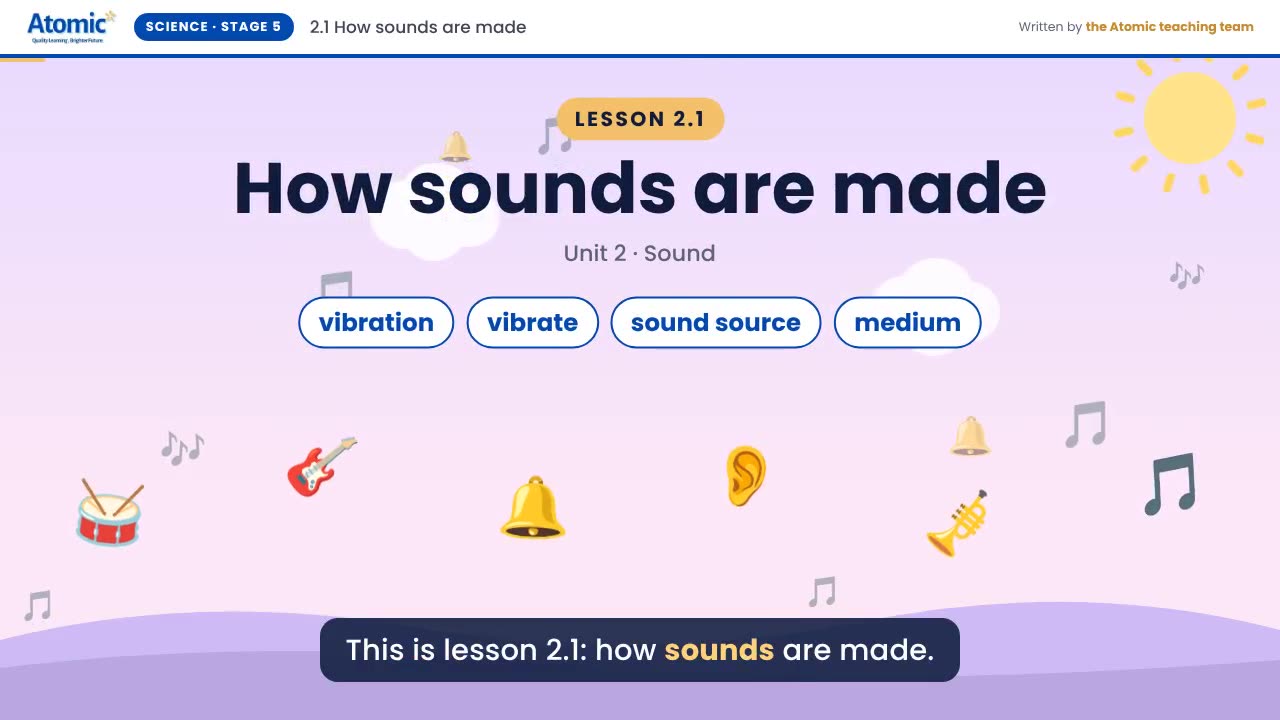 Atomic
Quality Learning. Brighter Future.
SCIENCE · STAGE 5
2.1 How sounds are made
Written by the Atomic teaching team
LESSON 2.1
How sounds are made
Unit 2 · Sound
vibration
vibrate
sound source
medium
This is lesson 2.1: how sounds are made.